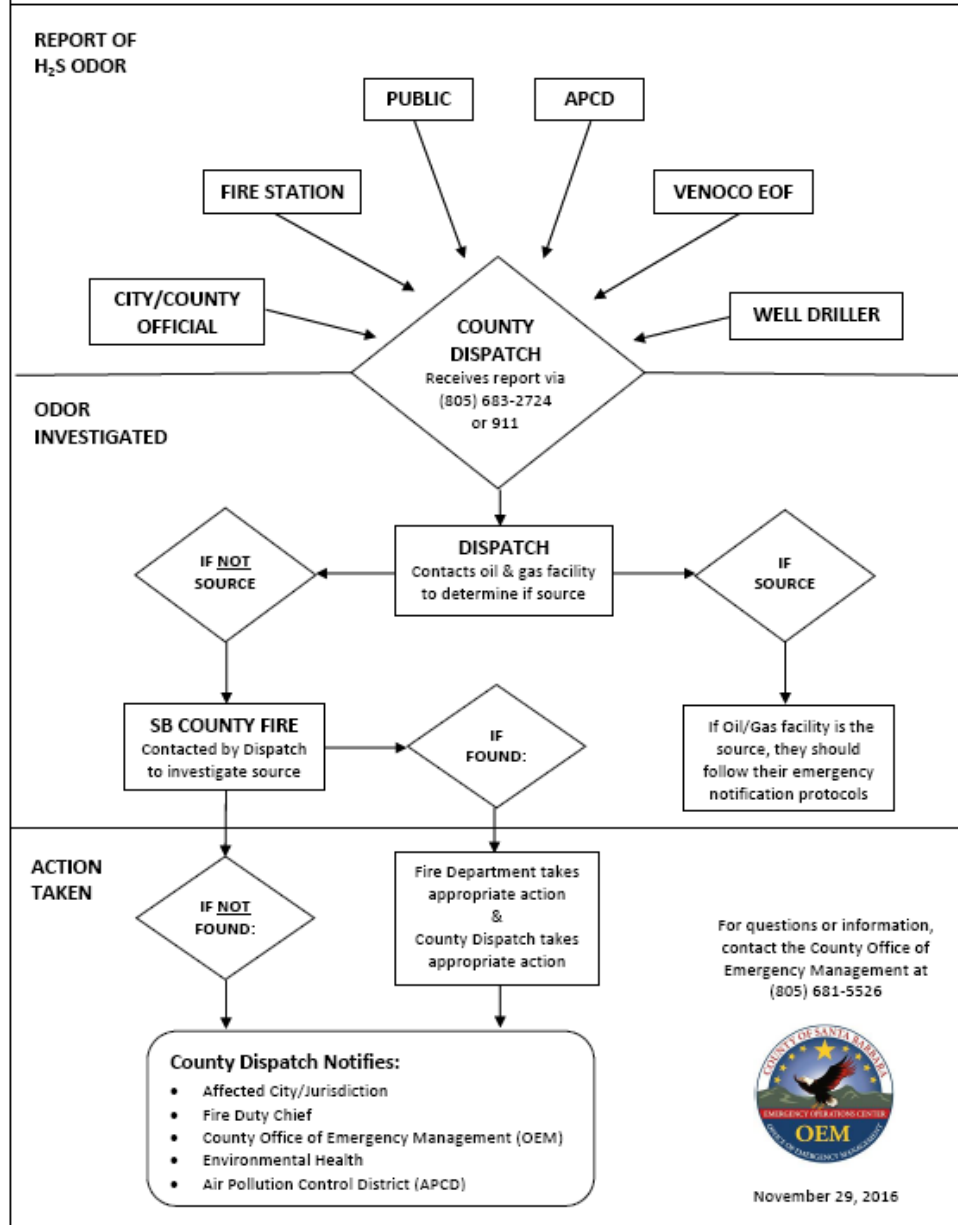 REPORT OF
H₂S ODOR
PUBLIC
APCD
FIRE STATION
VENOCO EOF
CITY/COUNTY
OFFICIAL
WELL DRILLER
COUNTY
DISPATCH
Receives report via
(805) 683-2724
or 911
ODOR
INVESTIGATED
IF NOT
SOURCE
DISPATCH
Contacts oil & gas facility
to determine if source
IF
SOURCE
SB COUNTY FIRE
Contacted by Dispatch
to investigate source
IF
FOUND:
If Oil/Gas facility is the
source, they should
follow their emergency
notification protocols
ACTION
TAKEN
IF NOT
FOUND:
Fire Department takes
appropriate action
&
County Dispatch takes
appropriate action
For questions or information,
contact the County Office of
Emergency Management at
(805) 681-5526
County Dispatch Notifies:
• Affected City/Jurisdiction
• Fire Duty Chief
• County Office of Emergency Management (OEM)
• Environmental Health
• Air Pollution Control District (APCD)
COUNTY OF SANTA BARBARA
EMERGENCY OPERATIONS CENTER
OEM
OFFICE OF EMERGENCY MANAGEMENT
November 29, 2016